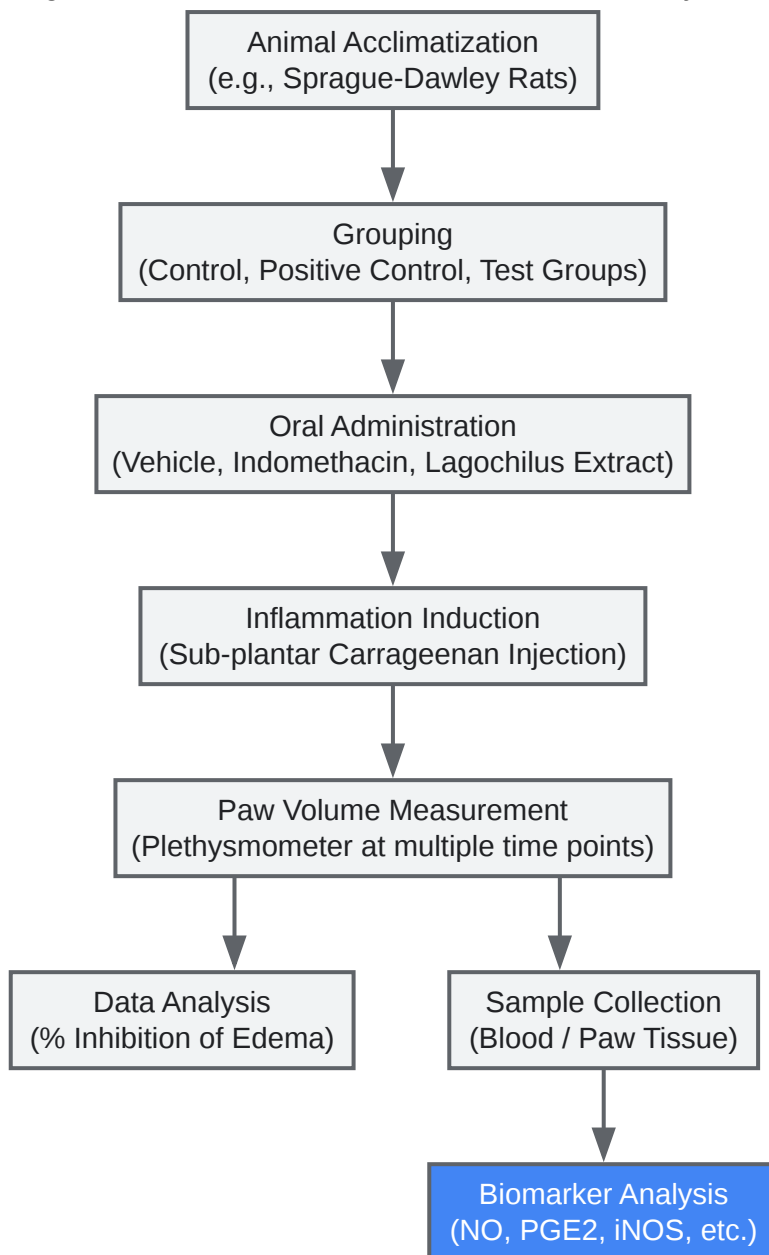 Animal Acclimatization
(e.g., Sprague-Dawley Rats)
Grouping
(Control, Positive Control, Test Groups)
Oral Administration
(Vehicle, Indomethacin, Lagochilus Extract)
Inflammation Induction
(Sub-plantar Carrageenan Injection)
Paw Volume Measurement
(Plethysmometer at multiple time points)
Data Analysis
(% Inhibition of Edema)
Sample Collection
(Blood / Paw Tissue)
Biomarker Analysis
(NO, PGE2, iNOS, etc.)